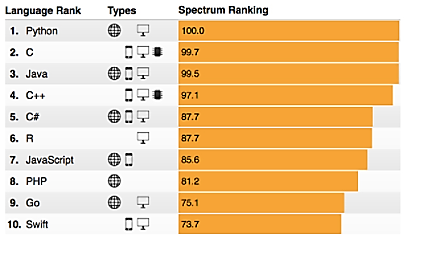 Language Rank Types Spectrum Ranking
1. Python 100.0
2. C 99.7
3. Java 99.5
4. C++ 97.1
5. C# 87.7
6. R 87.7
7. JavaScript 85.6
8. PHP 81.2
9. Go 75.1
10. Swift 73.7